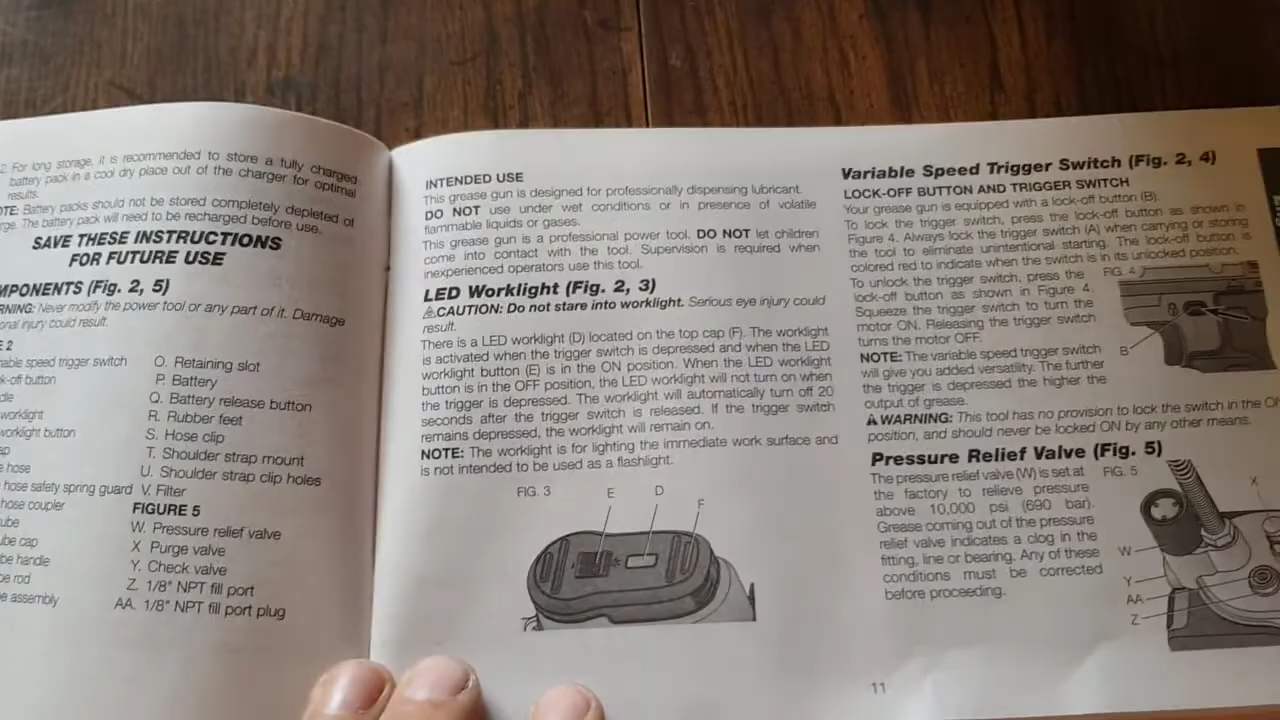 2. For long storage, it is recommended to store a fully charged
battery pack in a cool dry place out of the charger for optimal
results.
Battery packs should not be stored completely depleted of
The battery pack will need to be recharged before use.
SAVE THESE INSTRUCTIONS
FOR FUTURE USE
(Fig. 2, 5)
Never modify the power tool or any part of it. Damage
injury could result.
2
speed trigger switch
button
worklight
worklight button
hose
hose safety spring guard
hose coupler
cap
handle
rod
assembly
O. Retaining slot
P. Battery
Q. Battery release button
R. Rubber feet
S. Hose clip
T. Shoulder strap mount
U. Shoulder strap clip holes
V. Filter
FIGURE 5
W. Pressure relief valve
X Purge valve
Y. Check valve
Z. 1/8" NPT fill port
AA. 1/8" NPT fill port plug
INTENDED USE
This grease gun is designed for professionally dispensing lubricant.
DO NOT use under wet conditions or in presence of volatile
flammable liquids or gases.
This grease gun is a professional power tool. DO NOT let children
come into contact with the tool. Supervision is required when
inexperienced operators use this tool.
LED Worklight (Fig. 2, 3)
CAUTION: Do not stare into worklight. Serious eye injury could
result.
There is a LED worklight (D) located on the top cap (F). The worklight
is activated when the trigger switch is depressed and when the LED
worklight button (E) is in the ON position. When the LED worklight
button is in the OFF position, the LED worklight will not turn on when
the trigger is depressed. The worklight will automatically turn off 20
seconds after the trigger switch is released. If the trigger switch
remains depressed, the worklight will remain on.
NOTE: The worklight is for lighting the immediate work surface and
is not intended to be used as a flashlight.
FIG. 3
E
D
F
Variable Speed Trigger Switch (Fig. 2, 4)
LOCK-OFF BUTTON AND TRIGGER SWITCH
Your grease gun is equipped with a lock-off button (B).
To lock the trigger switch, press the lock-off button as shown in
Figure 4. Always lock the trigger switch (A) when carrying or storing
the tool to eliminate unintentional starting. The lock-off button is
colored red to indicate when the switch is in its unlocked position.
To unlock the trigger switch, press the
lock-off button as shown in Figure 4.
Squeeze the trigger switch to turn the
motor ON. Releasing the trigger switch
turns the motor OFF.
NOTE: The variable speed trigger switch
will give you added versatility. The further
the trigger is depressed the higher the
output of grease.
FIG. 4
B
WARNING: This tool has no provision to lock the switch in the
position, and should never be locked ON by any other means.
Pressure Relief Valve (Fig. 5)
The pressure relief valve (W) is set at
the factory to relieve pressure
above 10,000 psi (690 bar).
Grease coming out of the pressure
relief valve indicates a clog in the
fitting, line or bearing. Any of these
conditions must be corrected
before proceeding.
FIG. 5
X
W
Y
AA
Z
11